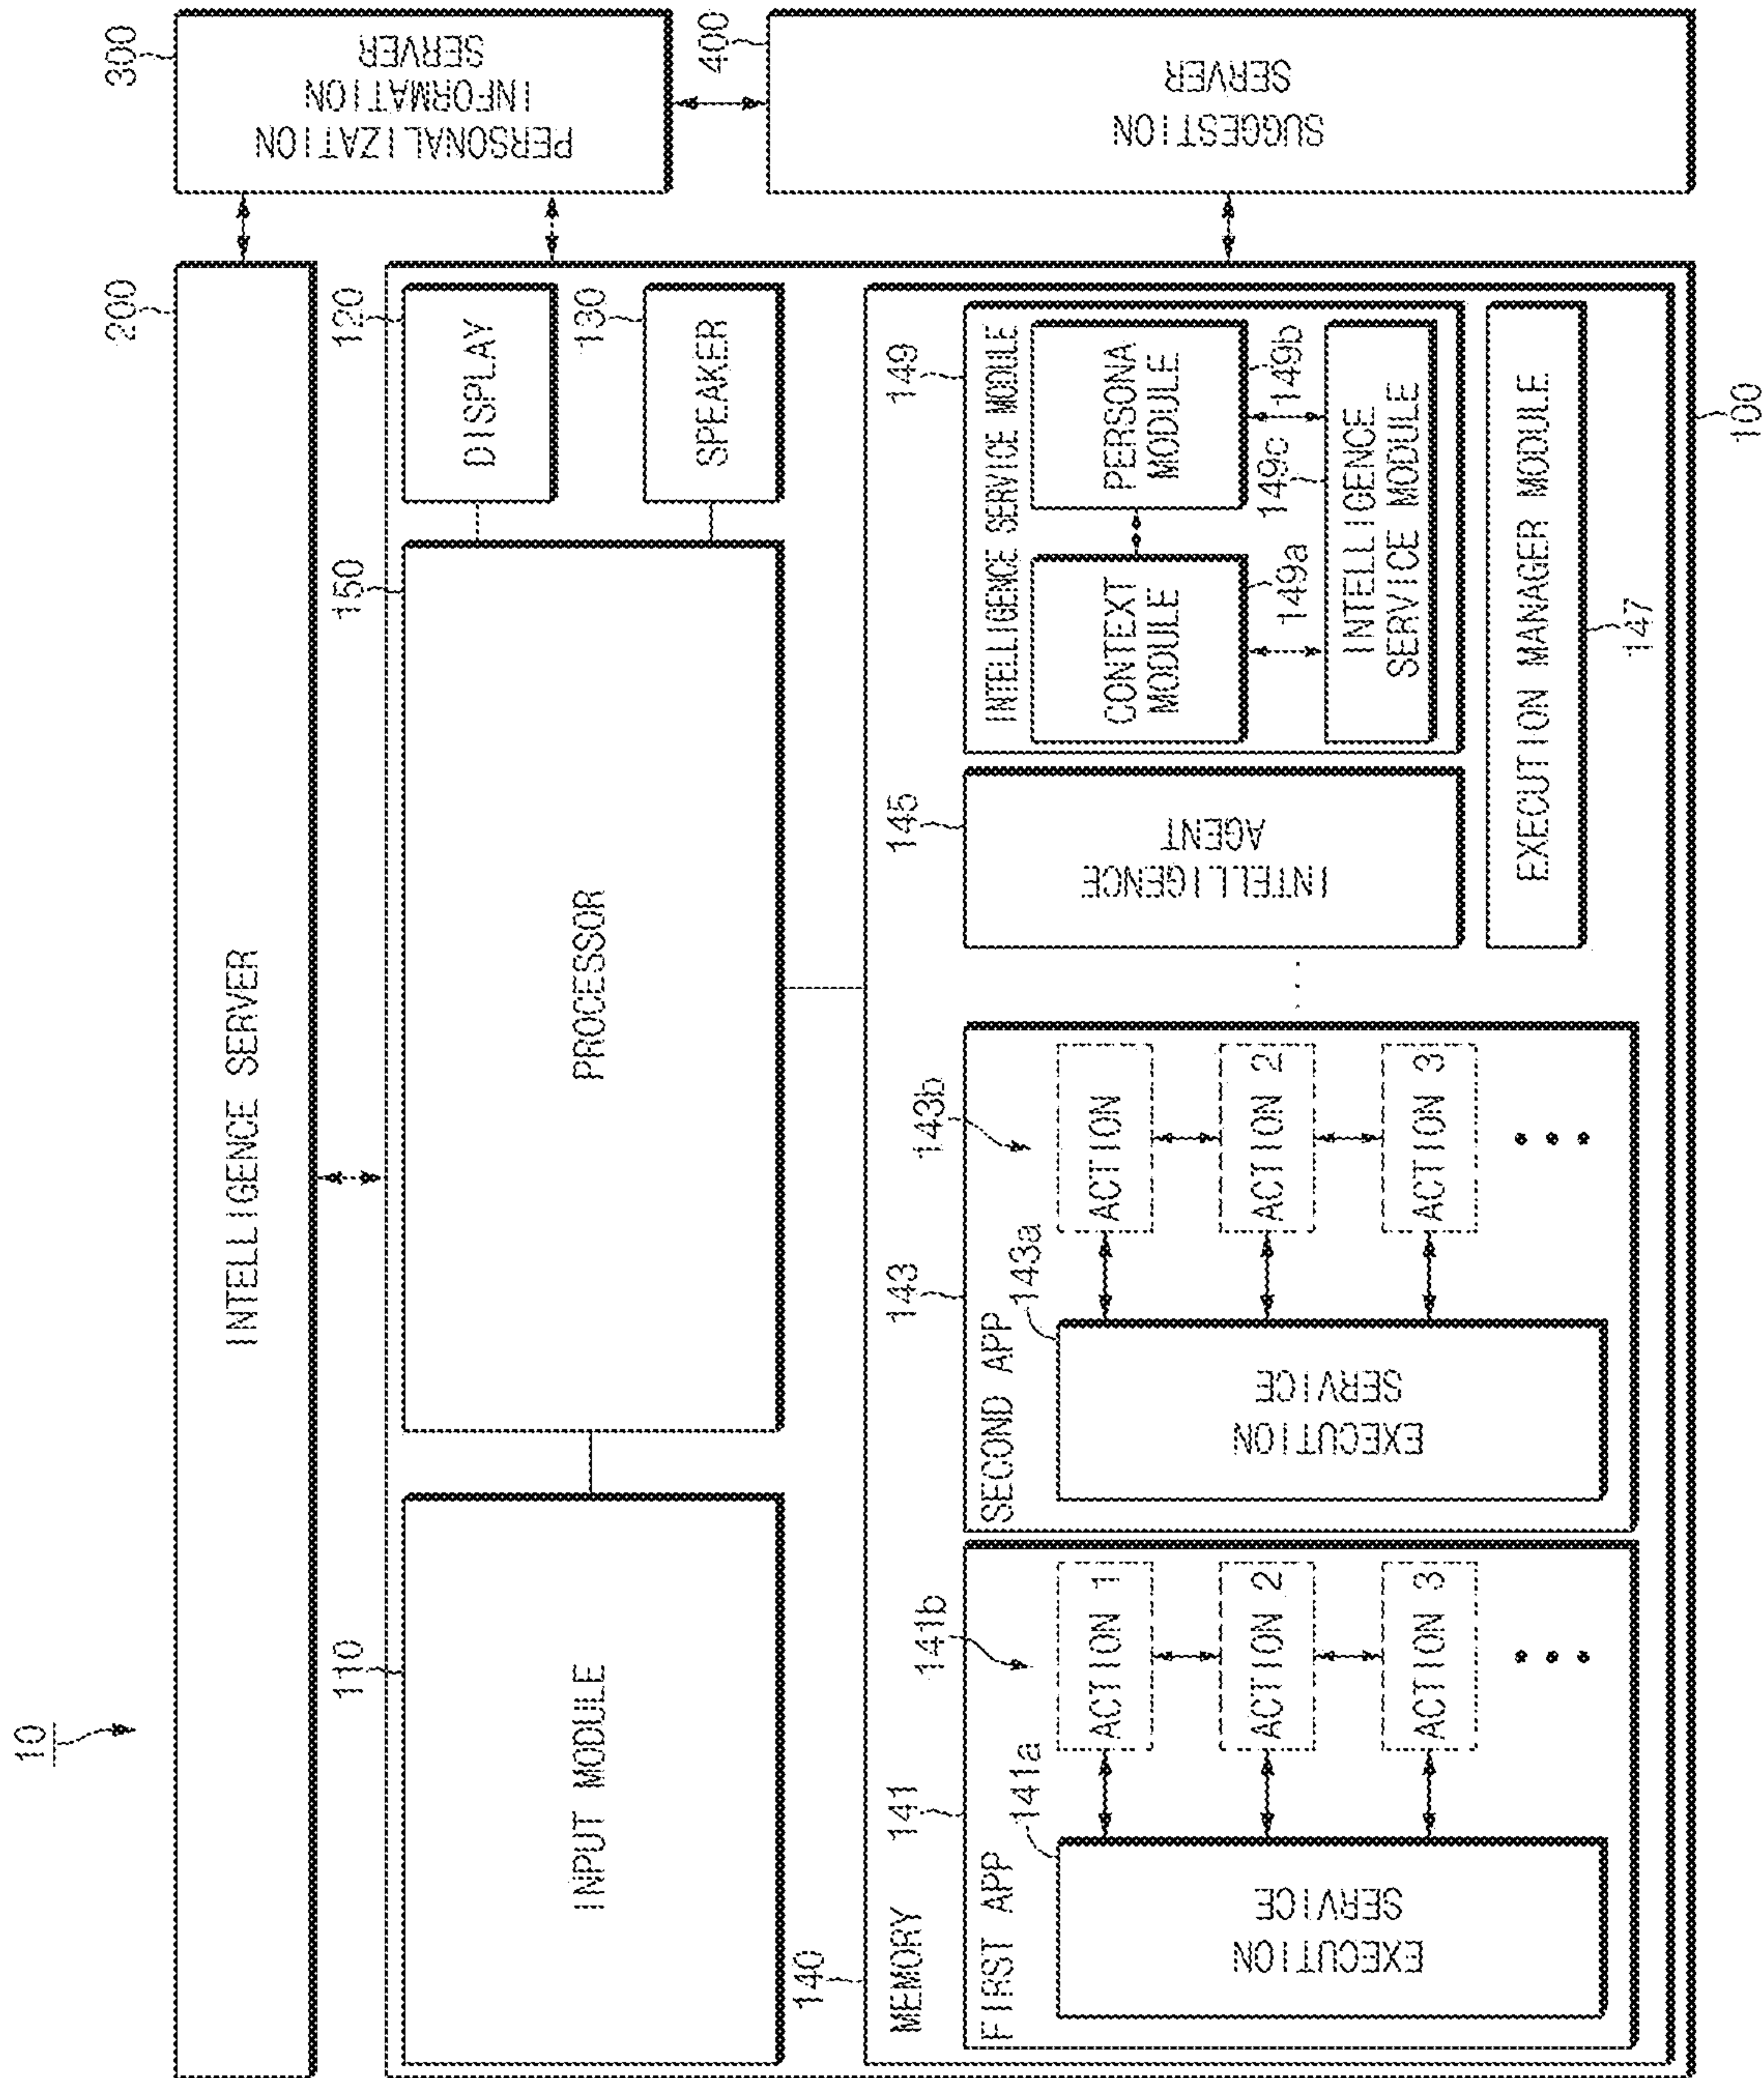 10
INTELLIGENCE SERVER
200
PERSONALIZATION
INFORMATION
SERVER
300
110
INPUT MODULE
150
PROCESSOR
120
DISPLAY
130
SPEAKER
SUGGESTION
SERVER
400
140
MEMORY
141
FIRST APP
141a
141b
EXECUTION
SERVICE
ACTION 1
ACTION 2
ACTION 3
143
SECOND APP
143a
143b
EXECUTION
SERVICE
ACTION
ACTION 2
ACTION 3
145
INTELLIGENCE
AGENT
149
INTELLIGENCE SERVICE MODULE
CONTEXT
MODULE
149a
PERSONA
MODULE
149b
149c
INTELLIGENCE
SERVICE MODULE
EXECUTION MANAGER MODULE
147
100